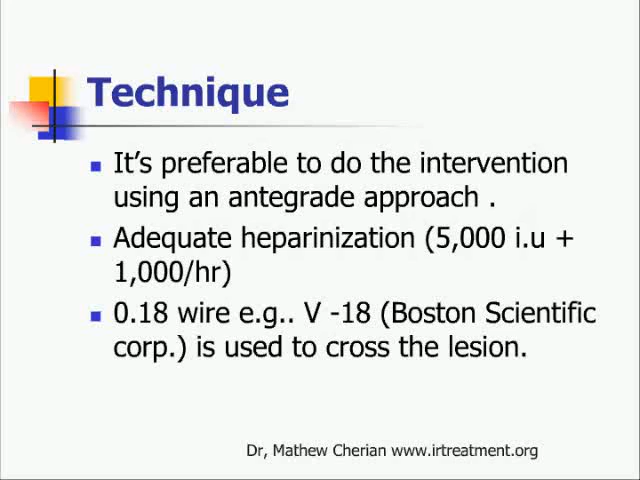 Technique
It's preferable to do the intervention
using an antegrade approach .
Adequate heparinization (5,000 i.u +
1,000/hr)
0.18 wire e.g.. V -18 (Boston Scientific
corp.) is used to cross the lesion.
Dr, Mathew Cherian www.irtreatment.org